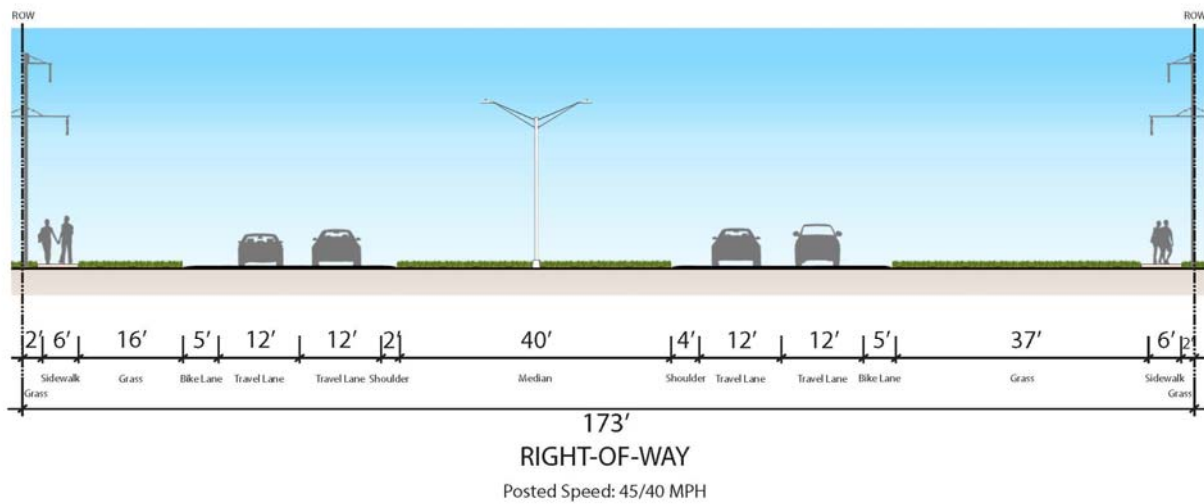 ROW ROW
2' 6' 16' 5' 12' 12' 2' 40' 4' 12' 12' 5' 37' 6' 2'
Sidewalk Grass Bike Lane Travel Lane Travel Lane Shoulder Median Shoulder Travel Lane Travel Lane Bike Lane Grass Sidewalk
Grass Grass
173'
RIGHT-OF-WAY
Posted Speed: 45/40 MPH